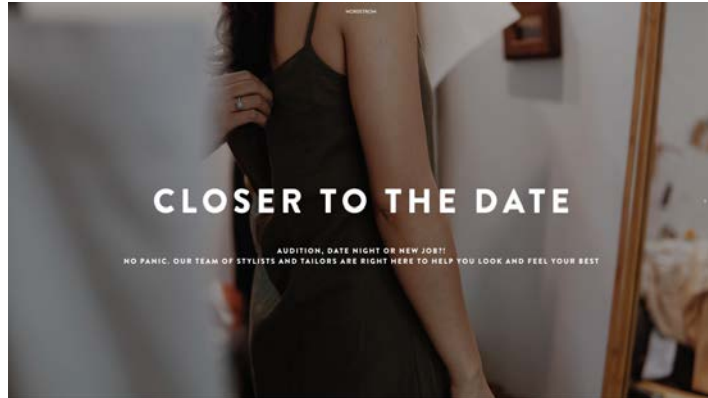 NORDSTROM
CLOSER TO THE DATE
AUDITION, DATE NIGHT OR NEW JOB?!
NO PANIC. OUR TEAM OF STYLISTS AND TAILORS ARE RIGHT HERE TO HELP YOU LOOK AND FEEL YOUR BEST